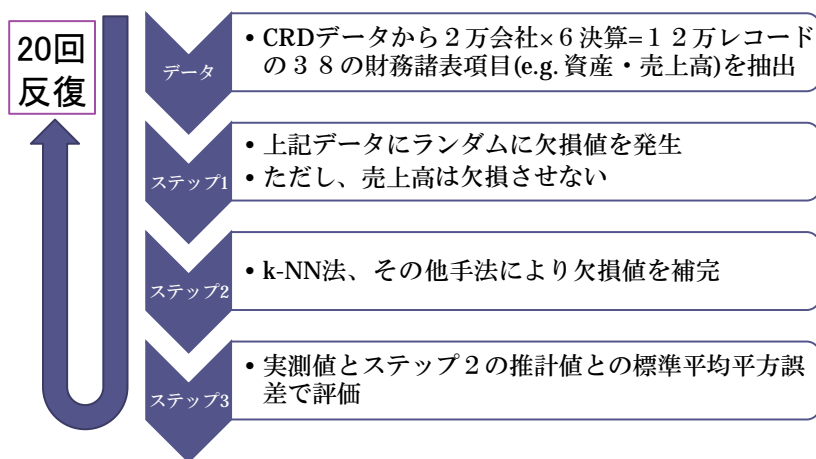 20回
反復
データ
• CRDデータから２万会社×６決算=１２万レコード
の３８の財務諸表項目(e.g. 資産・売上高)を抽出
ステップ1
• 上記データにランダムに欠損値を発生
• ただし、売上高は欠損させない
ステップ2
• k-NN法、その他手法により欠損値を補完
ステップ3
• 実測値とステップ２の推計値との標準平均平方誤
差で評価